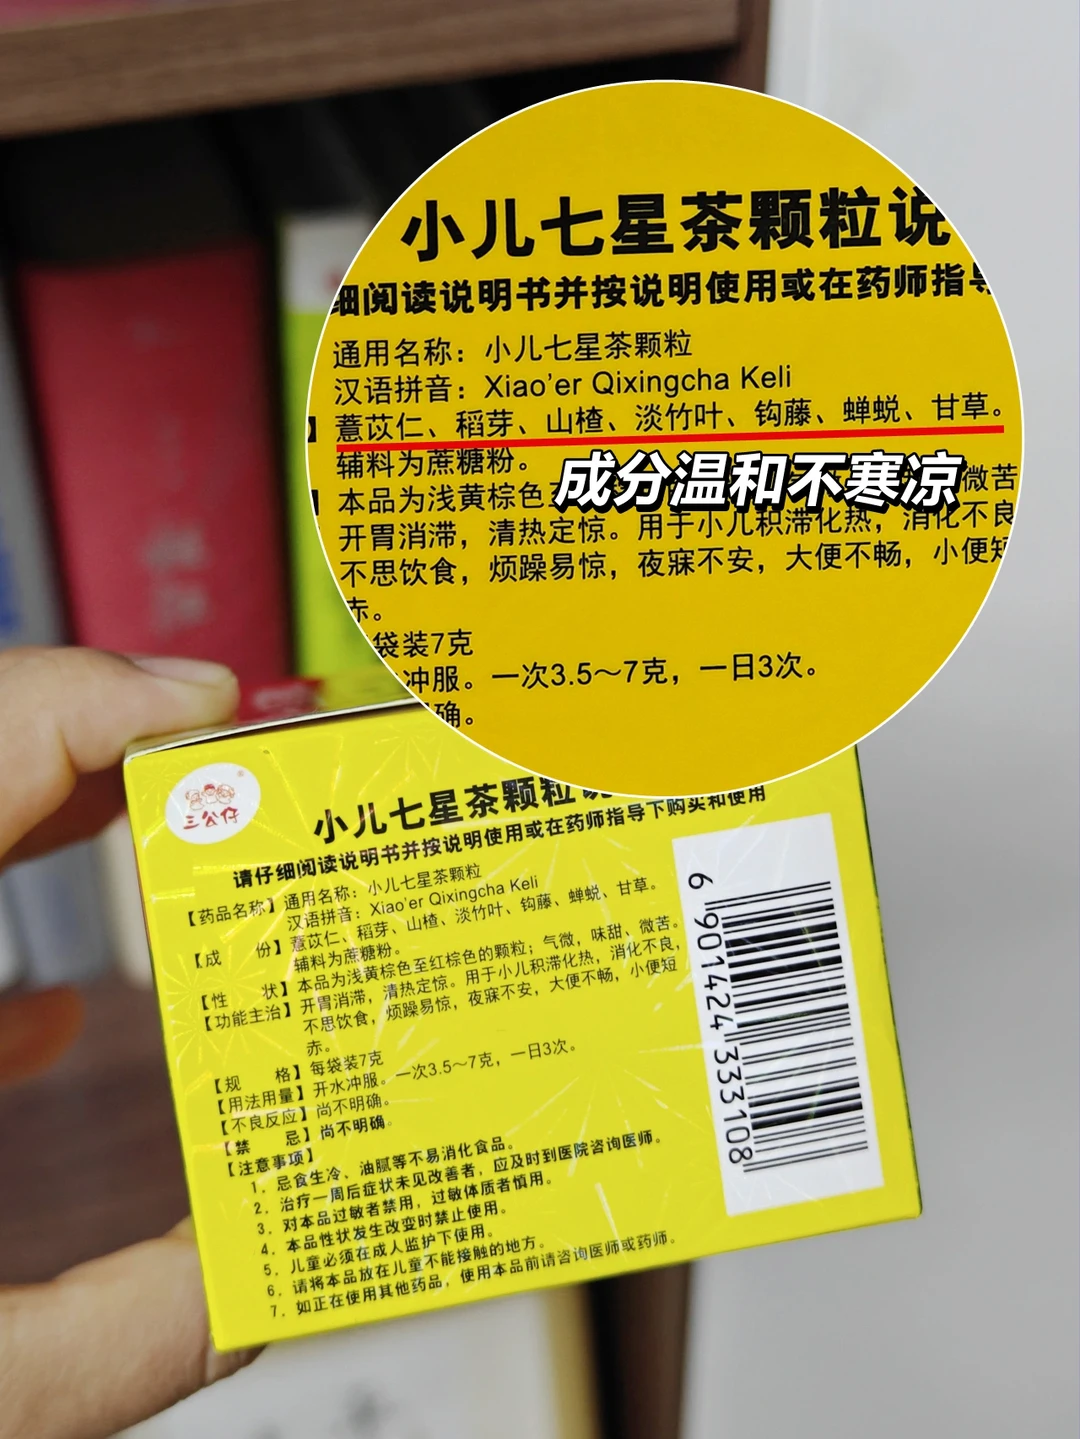 小儿七星茶颗粒说
细阅读说明书并按说明使用或在药师指导
通用名称：小儿七星茶颗粒
汉语拼音：Xiao'er Qixingcha Keli
】薏苡仁、稻芽、山楂、淡竹叶、钩藤、蝉蜕、甘草。
辅料为蔗糖粉。
成分温和不寒凉
本品为浅黄棕色至
微苦
开胃消滞，清热定惊。用于小儿积滞化热，消化不良
不思饮食，烦躁易惊，夜寐不安，大便不畅，小便短
赤。
袋装7克
冲服。一次3.5～7克，一日3次。
确。
三公仔
小儿七星茶颗粒说
请仔细阅读说明书并按说明使用或在药师指导下购买和使用
【药品名称】通用名称：小儿七星茶颗粒
汉语拼音：Xiao'er Qixingcha Keli
【成 份】薏苡仁、稻芽、山楂、淡竹叶、钩藤、蝉蜕、甘草。
辅料为蔗糖粉。
【性 状】本品为浅黄棕色至红棕色的颗粒；气微，味甜、微苦。
【功能主治】开胃消滞，清热定惊。用于小儿积滞化热，消化不良，
不思饮食，烦躁易惊，夜寐不安，大便不畅，小便短
赤。
【规 格】每袋装7克
【用法用量】开水冲服。一次3.5～7克，一日3次。
【不良反应】尚不明确。
【禁 忌】尚不明确。
【注意事项】
1．忌食生冷、油腻等不易消化食品。
2．治疗一周后症状未见改善者，应及时到医院咨询医师。
3．对本品过敏者禁用，过敏体质者慎用。
4．本品性状发生改变时禁止使用。
5．儿童必须在成人监护下使用。
6．请将本品放在儿童不能接触的地方。
7．如正在使用其他药品，使用本品前请咨询医师或药师。
6 901424 333108